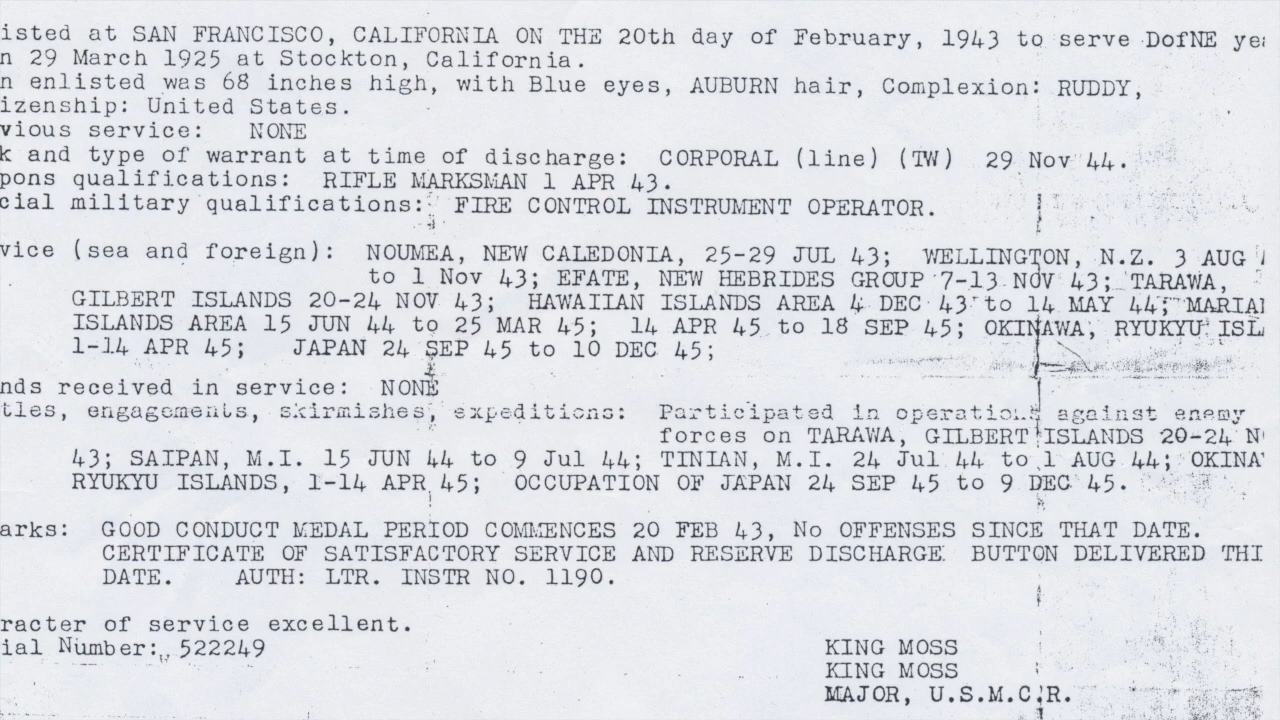 isted at SAN FRANCISCO, CALIFORNIA ON THE 20th day of February, 1943 to serve DofNE yea
n 29 March 1925 at Stockton, California.
n enlisted was 68 inches high, with Blue eyes, AUBURN hair, Complexion: RUDDY,
izenship: United States.
vious service: NONE
k and type of warrant at time of discharge: CORPORAL (line) (TW) 29 Nov 44.
pons qualifications: RIFLE MARKSMAN 1 APR 43.
cial military qualifications: FIRE CONTROL INSTRUMENT OPERATOR.
vice (sea and foreign): NOUMEA, NEW CALEDONIA, 25-29 JUL 43; WELLINGTON, N.Z. 3 AUG
to 1 Nov 43; EFATE, NEW HEBRIDES GROUP 7-13 NOV 43; TARAWA,
GILBERT ISLANDS 20-24 NOV 43; HAWAIIAN ISLANDS AREA 4 DEC 43 to 14 MAY 44; MARIAN
ISLANDS AREA 15 JUN 44 to 25 MAR 45; 14 APR 45 to 18 SEP 45; OKINAWA, RYUKYU ISL
1-14 APR 45; JAPAN 24 SEP 45 to 10 DEC 45;
nds received in service: NONE
tles, engagements, skirmishes, expeditions: Participated in operations against enemy
forces on TARAWA, GILBERT ISLANDS 20-24 N
43; SAIPAN, M.I. 15 JUN 44 to 9 Jul 44; TINIAN, M.I. 24 Jul 44 to 1 AUG 44; OKINA
RYUKYU ISLANDS, 1-14 APR 45; OCCUPATION OF JAPAN 24 SEP 45 to 9 DEC 45.
arks: GOOD CONDUCT MEDAL PERIOD COMMENCES 20 FEB 43, No OFFENSES SINCE THAT DATE.
CERTIFICATE OF SATISFACTORY SERVICE AND RESERVE DISCHARGE BUTTON DELIVERED THI
DATE. AUTH: LTR. INSTR NO. 1190.
racter of service excellent.
ial Number: 522249
KING MOSS
KING MOSS
MAJOR, U.S.M.C.R.